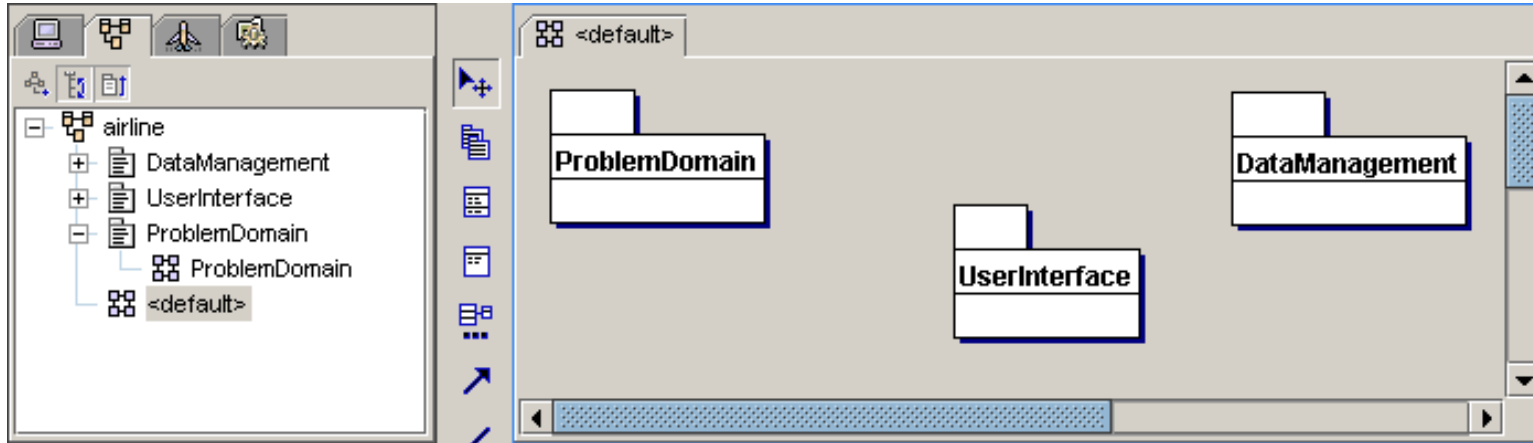 airline
DataManagement
UserInterface
ProblemDomain
ProblemDomain
<default>
<default>
ProblemDomain
DataManagement
UserInterface